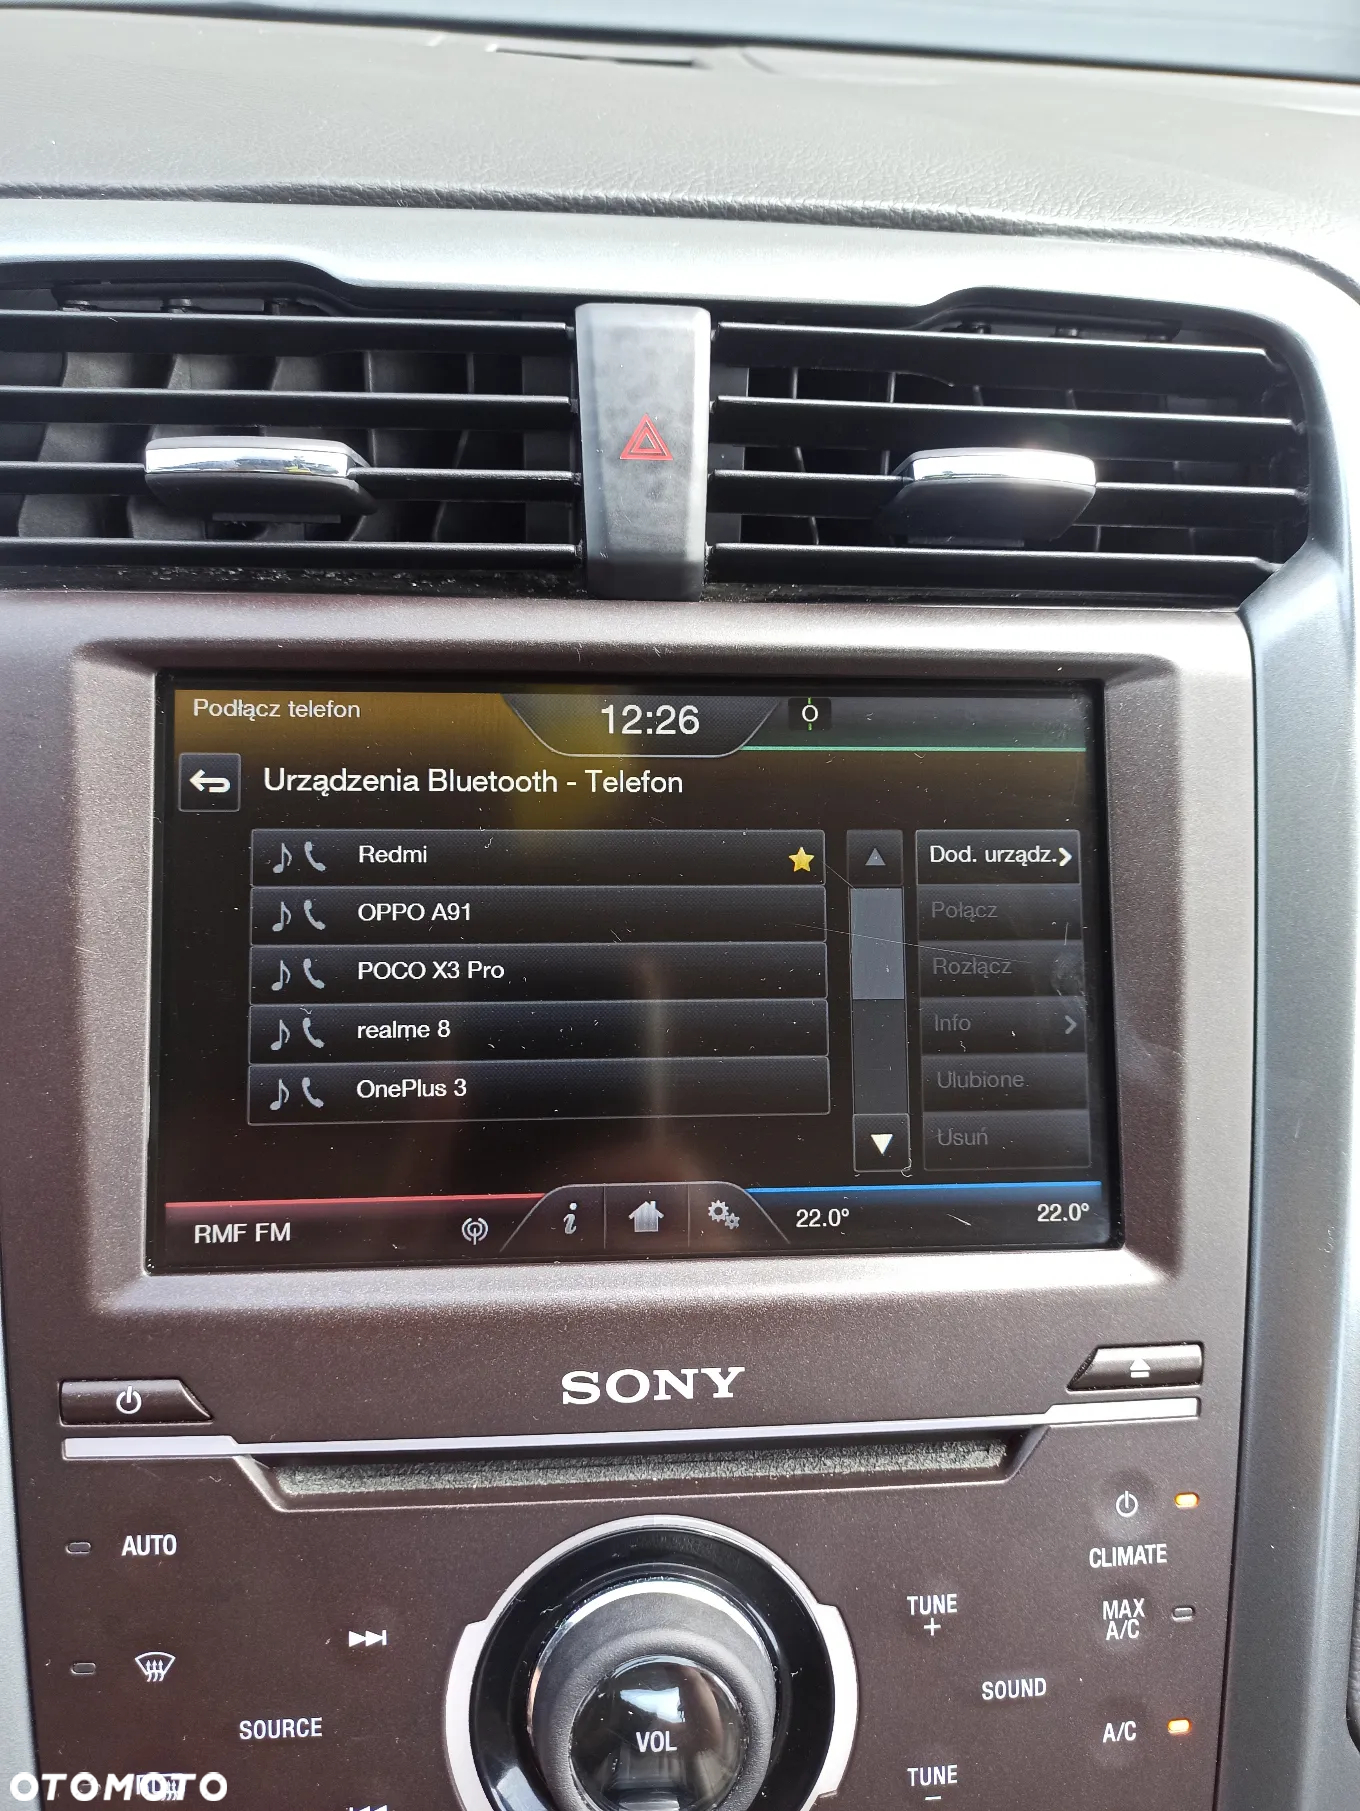 Podłącz telefon
12:26
Urządzenia Bluetooth - Telefon
Redmi
Dod. urządz.
OPPO A91
Połącz
POCO X3 Pro
Rozłącz
realme 8
Info
OnePlus 3
Ulubione
Usuń
RMF FM
22.0°
22.0°
SONY
AUTO
CLIMATE
TUNE
+
MAX
A/C
SOUND
SOURCE
VOL
A/C
TUNE
−
OTOMOTO